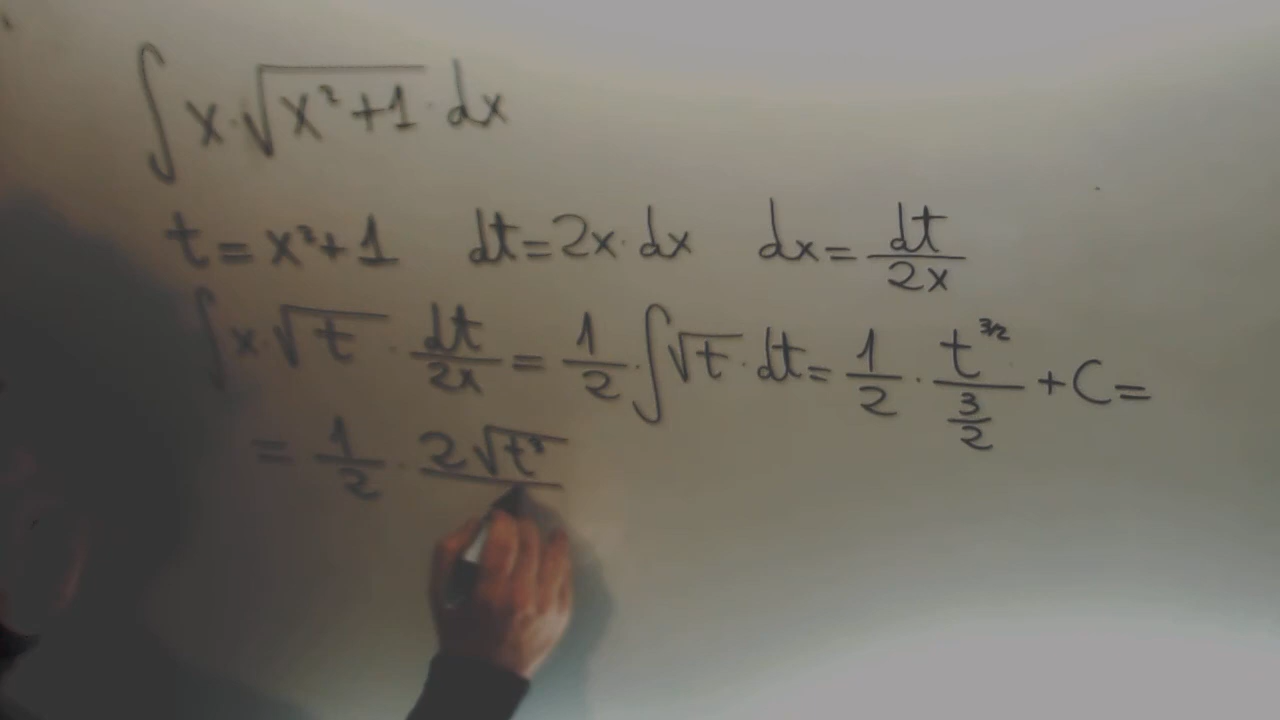 ∫ x·√(x²+1)·dx
t=x²+1 dt=2x·dx dx=dt/2x
∫ x·√t·dt/2x=1/2·∫√t·dt=1/2·t^(3/2)/(3/2)+C=
=1/2·2√t³/